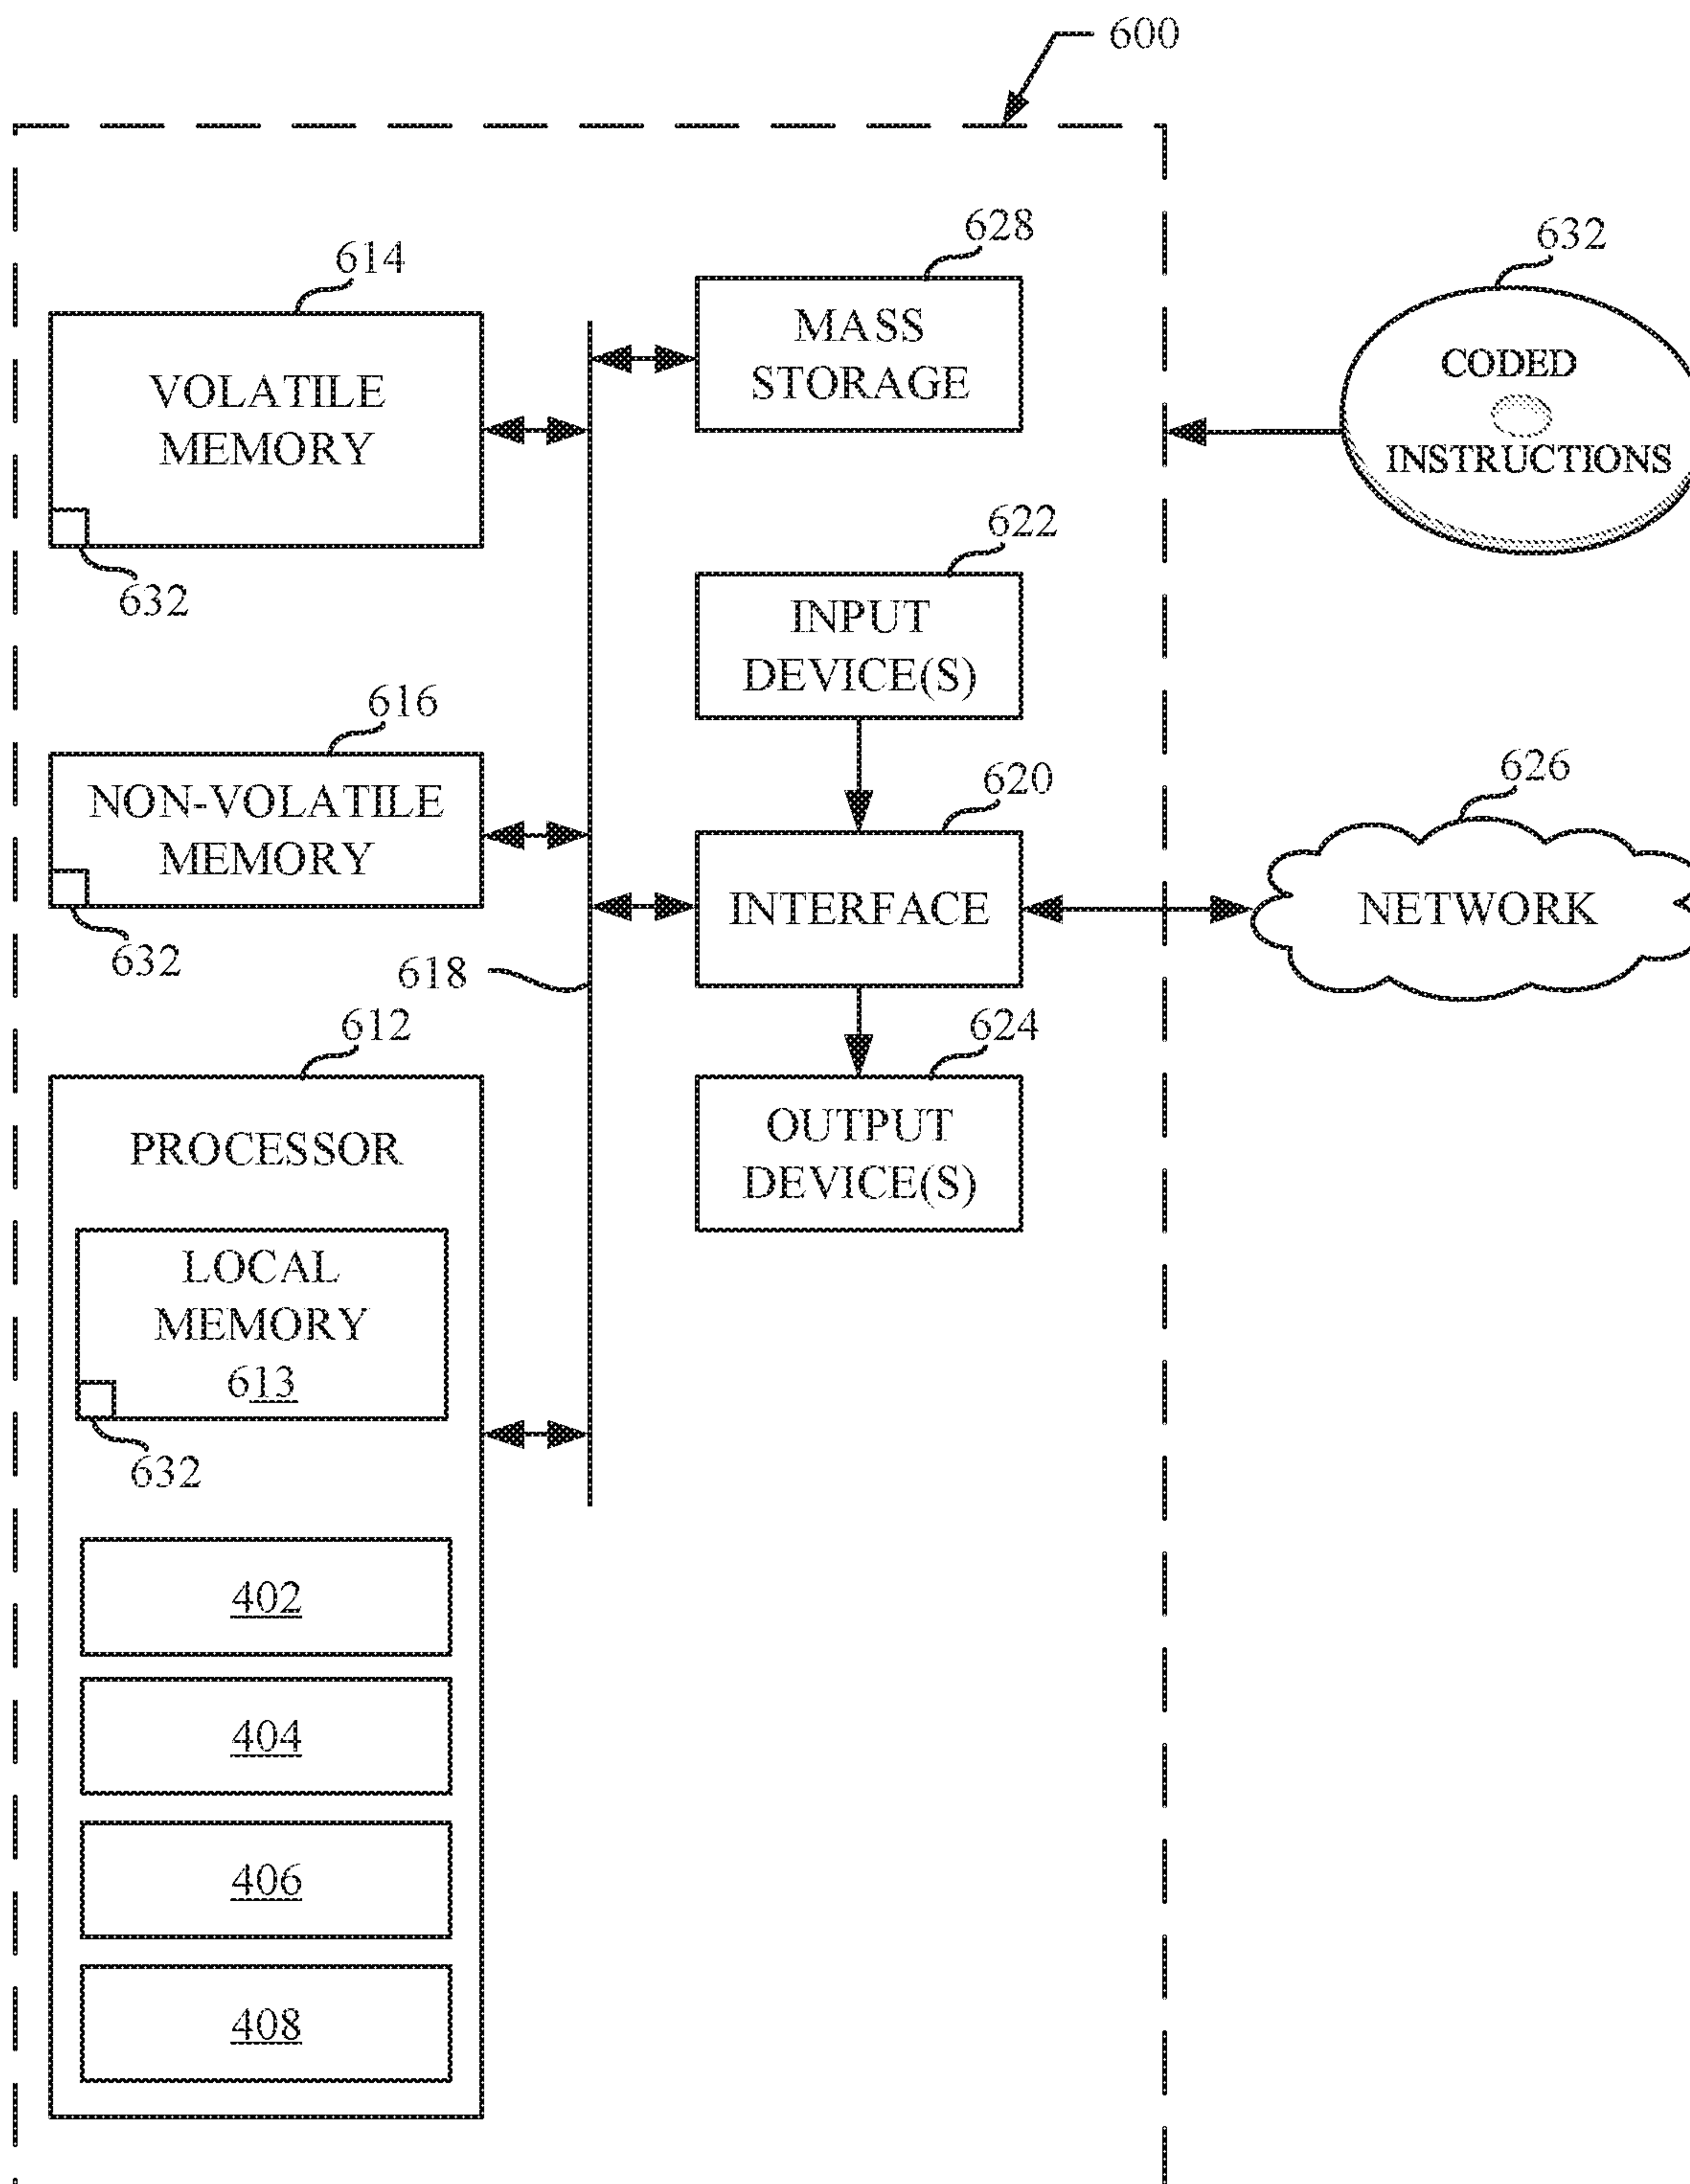 600
614
VOLATILE
MEMORY
632
628
MASS
STORAGE
632
CODED
INSTRUCTIONS
622
INPUT
DEVICE(S)
616
NON-VOLATILE
MEMORY
632
620
INTERFACE
626
NETWORK
618
612
PROCESSOR
LOCAL
MEMORY
613
632
624
OUTPUT
DEVICE(S)
402
404
406
408